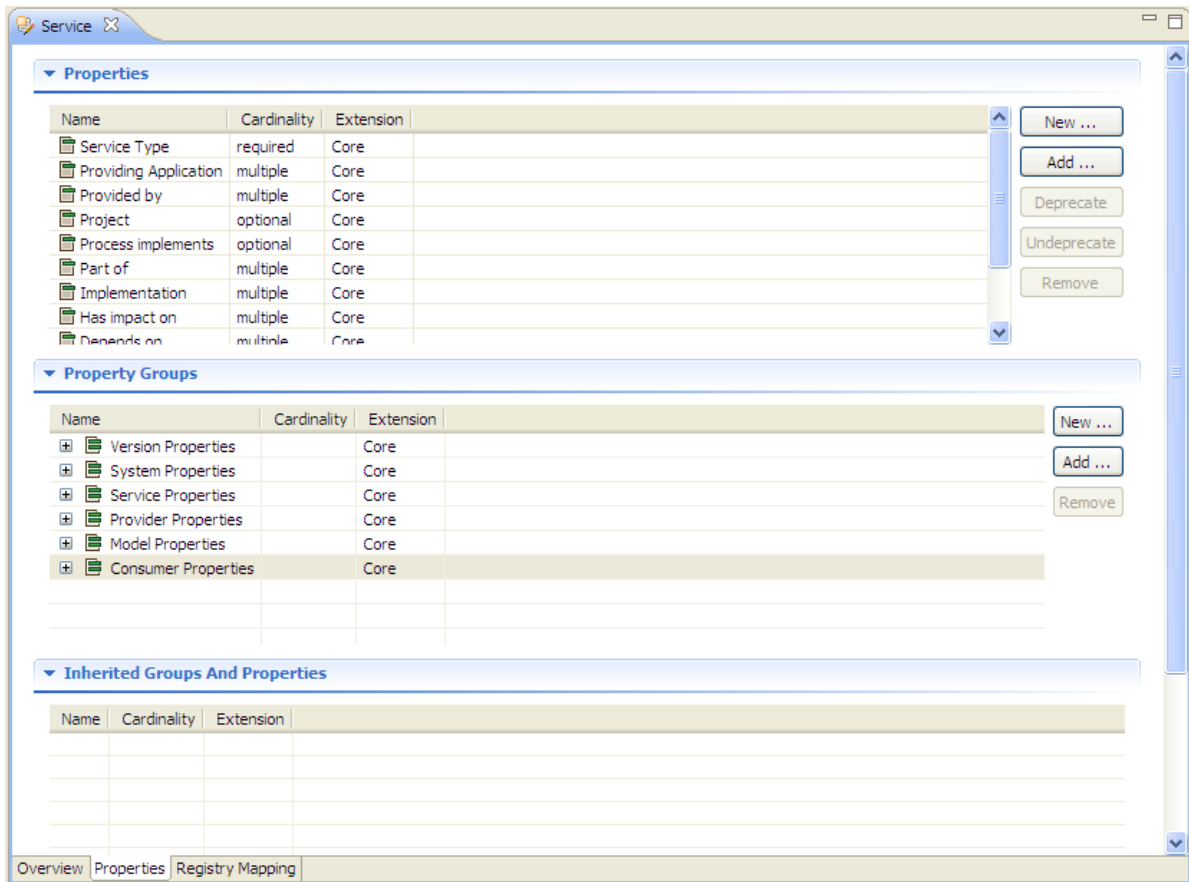 Service
Properties
Name Cardinality Extension
New ...
Service Type required Core
Providing Application multiple Core
Add ...
Provided by multiple Core
Deprecate
Project optional Core
Process implements optional Core
Undeprecate
Part of multiple Core
Remove
Implementation multiple Core
Has impact on multiple Core
Depends on multiple Core
Property Groups
Name Cardinality Extension
New ...
Version Properties Core
Add ...
System Properties Core
Service Properties Core
Remove
Provider Properties Core
Model Properties Core
Consumer Properties Core
Inherited Groups And Properties
Name Cardinality Extension
Overview Properties Registry Mapping